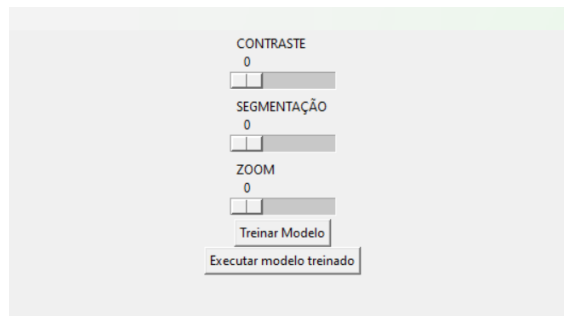 CONTRASTE
0
SEGMENTAÇÃO
0
ZOOM
0
Treinar Modelo
Executar modelo treinado